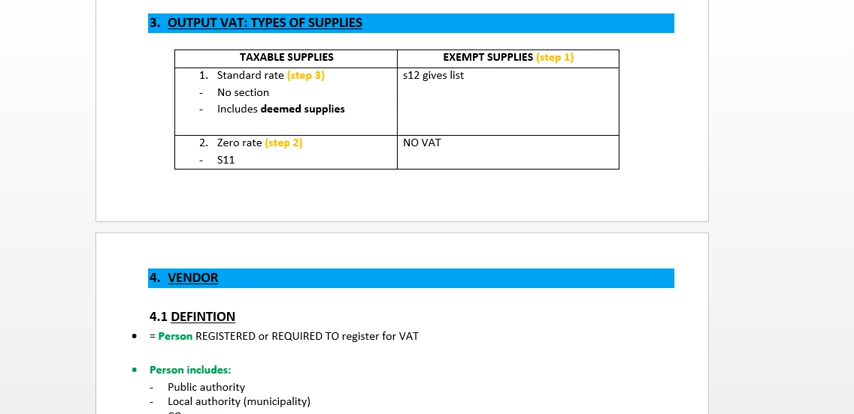 3. OUTPUT VAT: TYPES OF SUPPLIES
TAXABLE SUPPLIES
EXEMPT SUPPLIES (step 1)
1. Standard rate (step 3)
- No section
- Includes deemed supplies
s12 gives list
2. Zero rate (step 2)
- S11
NO VAT
4. VENDOR
4.1 DEFINTION
• = Person REGISTERED or REQUIRED TO register for VAT
• Person includes:
- Public authority
- Local authority (municipality)